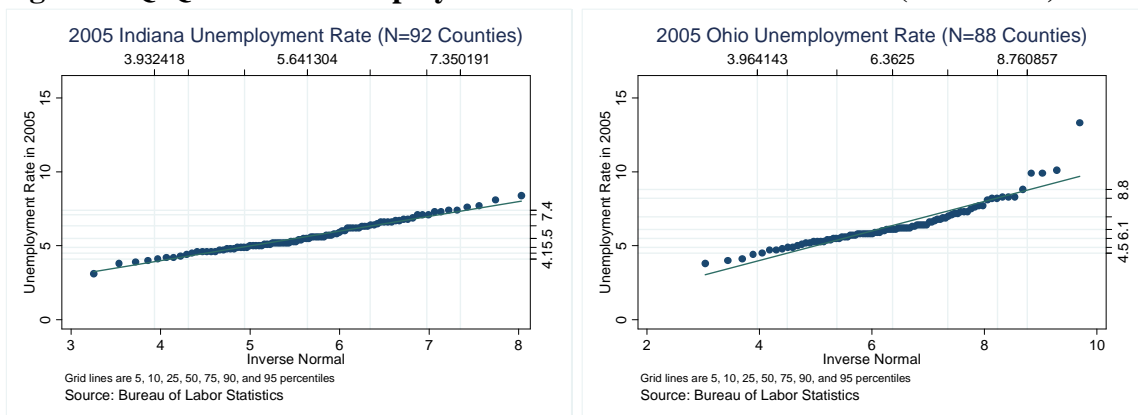 2005 Indiana Unemployment Rate (N=92 Counties)
3.932418 5.641304 7.350191
Unemployment Rate in 2005
15
10
5
0
7.4
5.5
4.1
3 4 5 6 7 8
Inverse Normal
Grid lines are 5, 10, 25, 50, 75, 90, and 95 percentiles
Source: Bureau of Labor Statistics
2005 Ohio Unemployment Rate (N=88 Counties)
3.964143 6.3625 8.760857
Unemployment Rate in 2005
15
10
5
0
8.8
6.1
4.5
2 4 6 8 10
Inverse Normal
Grid lines are 5, 10, 25, 50, 75, 90, and 95 percentiles
Source: Bureau of Labor Statistics